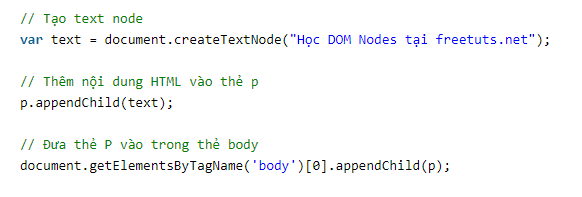 // Tạo text node
var text = document.createTextNode("Học DOM Nodes tại freetuts.net");
// Thêm nội dung HTML vào thẻ p
p.appendChild(text);
// Đưa thẻ P vào trong thẻ body
document.getElementsByTagName('body')[0].appendChild(p);